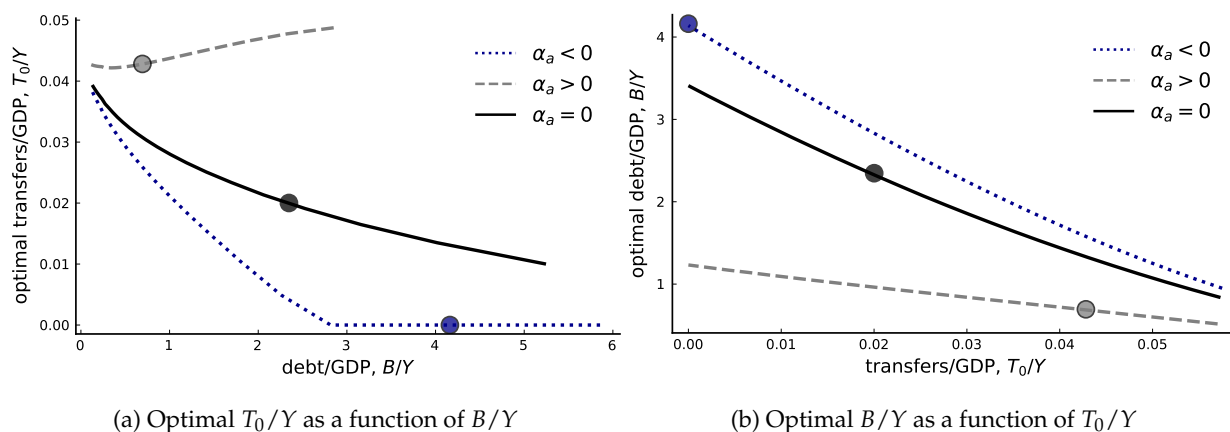 optimal transfers/GDP, T₀/Y
0.05
0.04
0.03
0.02
0.01
0.00
0 1 2 3 4 5 6
debt/GDP, B/Y
αₐ < 0
αₐ > 0
αₐ = 0
(a) Optimal T₀/Y as a function of B/Y
optimal debt/GDP, B/Y
4
3
2
1
0.00 0.01 0.02 0.03 0.04 0.05
transfers/GDP, T₀/Y
αₐ < 0
αₐ > 0
αₐ = 0
(b) Optimal B/Y as a function of T₀/Y